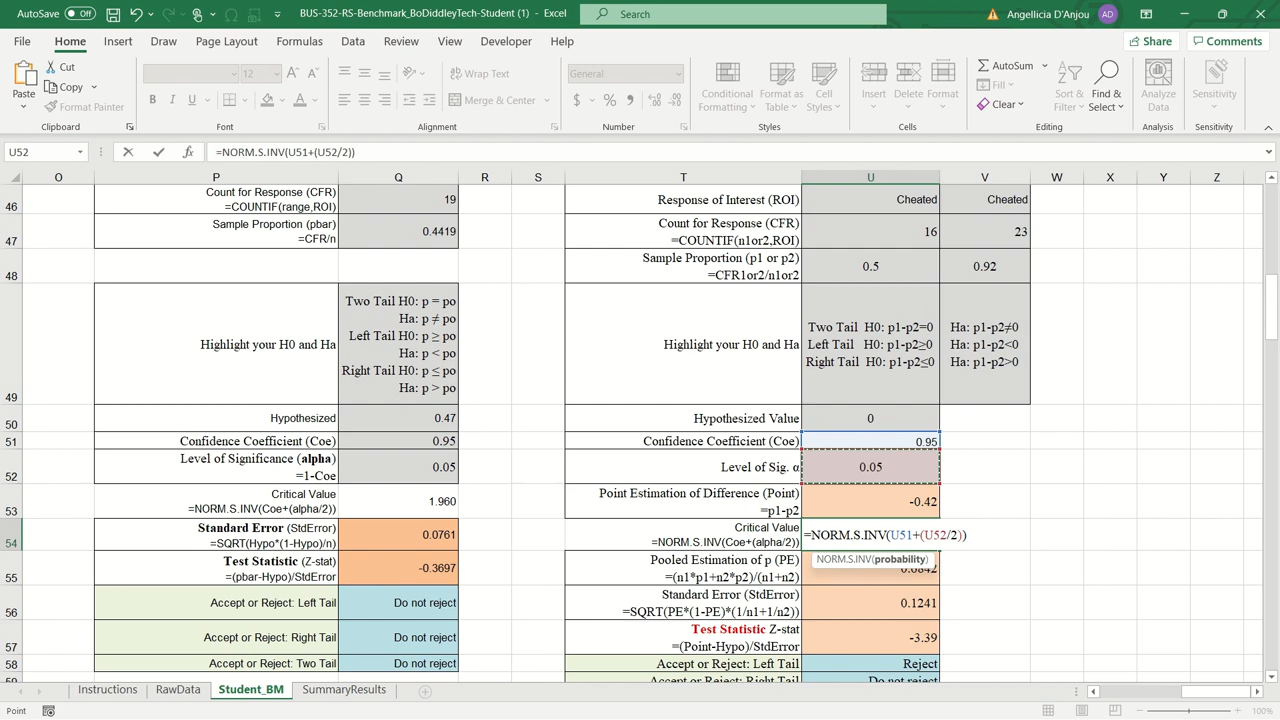 AutoSave Off BUS-352-RS-Benchmark_BoDiddleyTech-Student (1) - Excel Search Angellicia D'Anjou AD
File Home Insert Draw Page Layout Formulas Data Review View Developer Help Share Comments
Paste Cut Copy Format Painter
12 A A Wrap Text General
B I U A Merge & Center $ % 9
Conditional Formatting Format as Table Cell Styles Insert Delete Format
AutoSum Fill Clear Sort & Filter Find & Select Analyze Data Sensitivity
Clipboard Font Alignment Number Styles Cells Editing Analysis Sensitivity
U52 fx =NORM.S.INV(U51+(U52/2))
O P Q R S T U V W X Y Z
46 Count for Response (CFR) =COUNTIF(range,ROI) 19 Response of Interest (ROI) Cheated Cheated
47 Sample Proportion (pbar) =CFR/n 0.4419 Count for Response (CFR) =COUNTIF(n1or2,ROI) 16 23
48 Sample Proportion (p1 or p2) =CFR1or2/n1or2 0.5 0.92
49 Highlight your H0 and Ha
Two Tail H0: p = po
Ha: p ≠ po
Left Tail H0: p ≥ po
Ha: p < po
Right Tail H0: p ≤ po
Ha: p > po
Highlight your H0 and Ha
Two Tail H0: p1-p2=0 Ha: p1-p2≠0
Left Tail H0: p1-p2≥0 Ha: p1-p2<0
Right Tail H0: p1-p2≤0 Ha: p1-p2>0
50 Hypothesized 0.47 Hypothesized Value 0
51 Confidence Coefficient (Coe) 0.95 Confidence Coefficient (Coe) 0.95
52 Level of Significance (alpha) =1-Coe 0.05 Level of Sig. α 0.05
53 Critical Value =NORM.S.INV(Coe+(alpha/2)) 1.960 Point Estimation of Difference (Point) =p1-p2 -0.42
54 Standard Error (StdError) =SQRT(Hypo*(1-Hypo)/n) 0.0761 Critical Value =NORM.S.INV(Coe+(alpha/2)) =NORM.S.INV(U51+(U52/2))
NORM.S.INV(probability)
55 Test Statistic (Z-stat) =(pbar-Hypo)/StdError -0.3697 Pooled Estimation of p (PE) =(n1*p1+n2*p2)/(n1+n2) 0.6842
56 Accept or Reject: Left Tail Do not reject Standard Error (StdError) =SQRT(PE*(1-PE)*(1/n1+1/n2)) 0.1241
57 Accept or Reject: Right Tail Do not reject Test Statistic Z-stat =(Point-Hypo)/StdError -3.39
58 Accept or Reject: Two Tail Do not reject Accept or Reject: Left Tail Reject
59 Accept or Reject: Right Tail Do not reject
Instructions RawData Student_BM SummaryResults
Point 100%